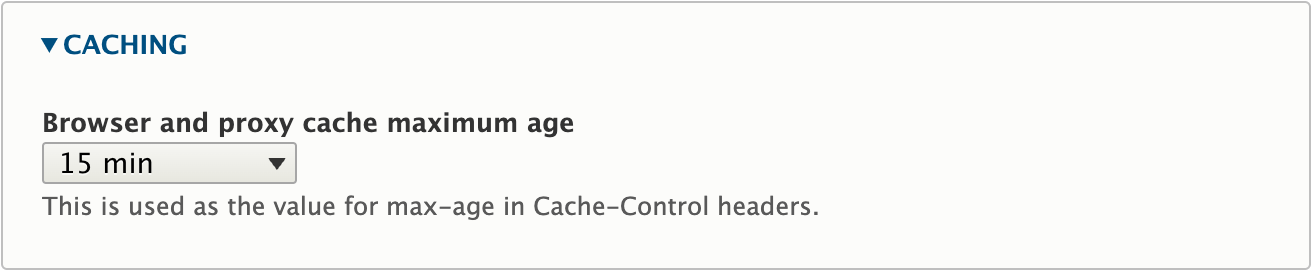 CACHING
Browser and proxy cache maximum age
15 min
This is used as the value for max-age in Cache-Control headers.